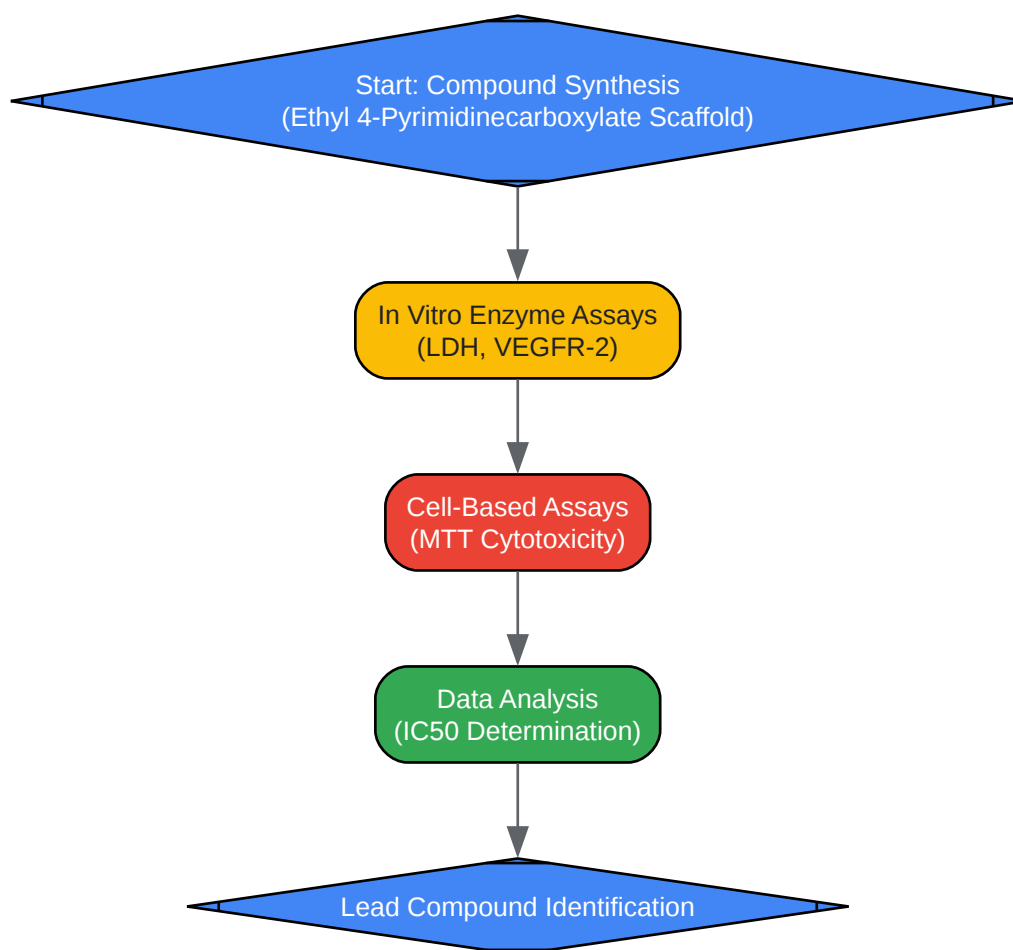 Start: Compound Synthesis
(Ethyl 4-Pyrimidinecarboxylate Scaffold)
In Vitro Enzyme Assays
(LDH, VEGFR-2)
Cell-Based Assays
(MTT Cytotoxicity)
Data Analysis
(IC50 Determination)
Lead Compound Identification